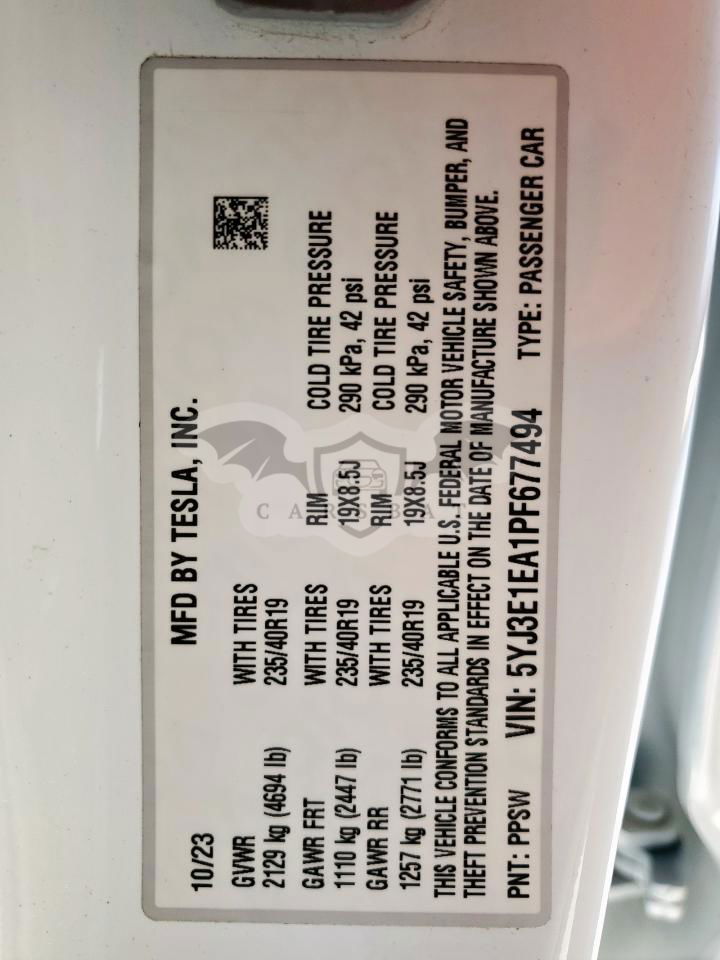 MFD BY TESLA, INC.
10/23
GVWR WITH TIRES
2129 kg (4694 lb) 235/40R19
GAWR FRT WITH TIRES RIM COLD TIRE PRESSURE
1110 kg (2447 lb) 235/40R19 19X8.5J 290 kPa, 42 psi
GAWR RR WITH TIRES RIM COLD TIRE PRESSURE
1257 kg (2771 lb) 235/40R19 19X8.5J 290 kPa, 42 psi
THIS VEHICLE CONFORMS TO ALL APPLICABLE U.S. FEDERAL MOTOR VEHICLE SAFETY, BUMPER, AND
THEFT PREVENTION STANDARDS IN EFFECT ON THE DATE OF MANUFACTURE SHOWN ABOVE.
PNT: PPSW VIN: 5YJ3E1EA1PF677494 TYPE: PASSENGER CAR
CARSBAT